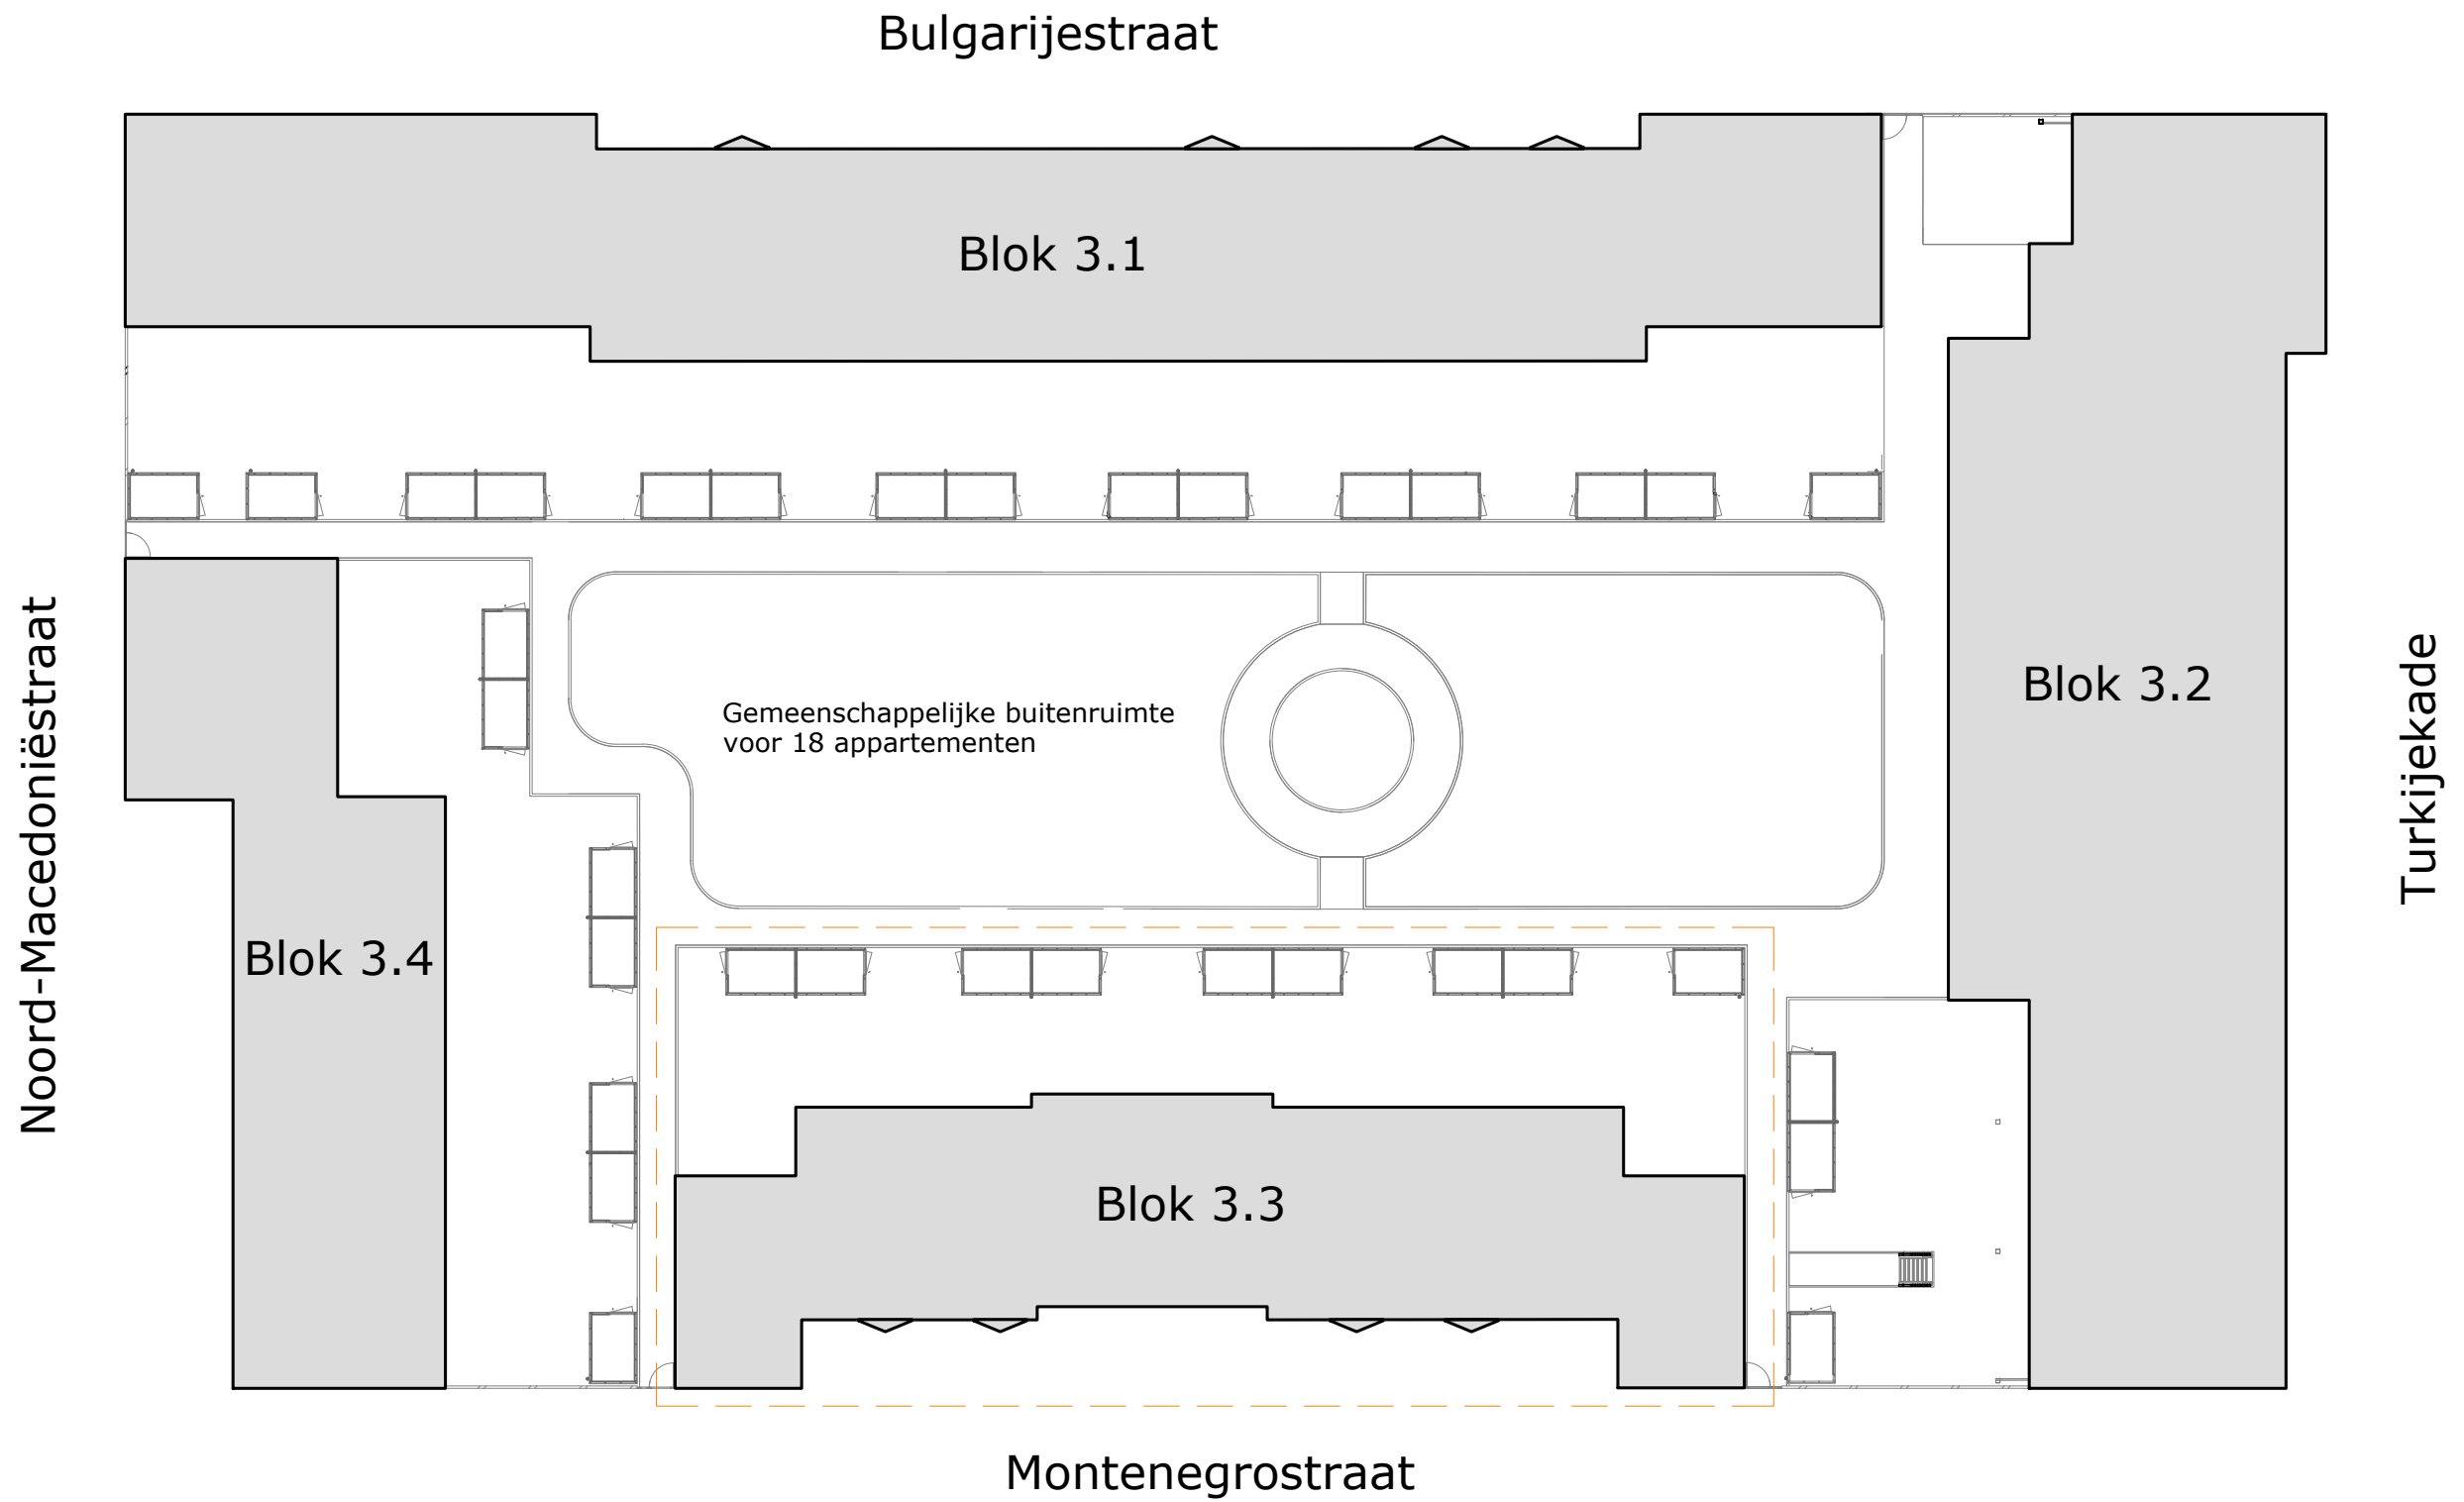 Bulgarijestraat
Blok 3.1
Noord-Macedoniëstraat
Gemeenschappelijke buitenruimte
voor 18 appartementen
Blok 3.2
Turkijekade
Blok 3.4
Blok 3.3
Montenegrostraat